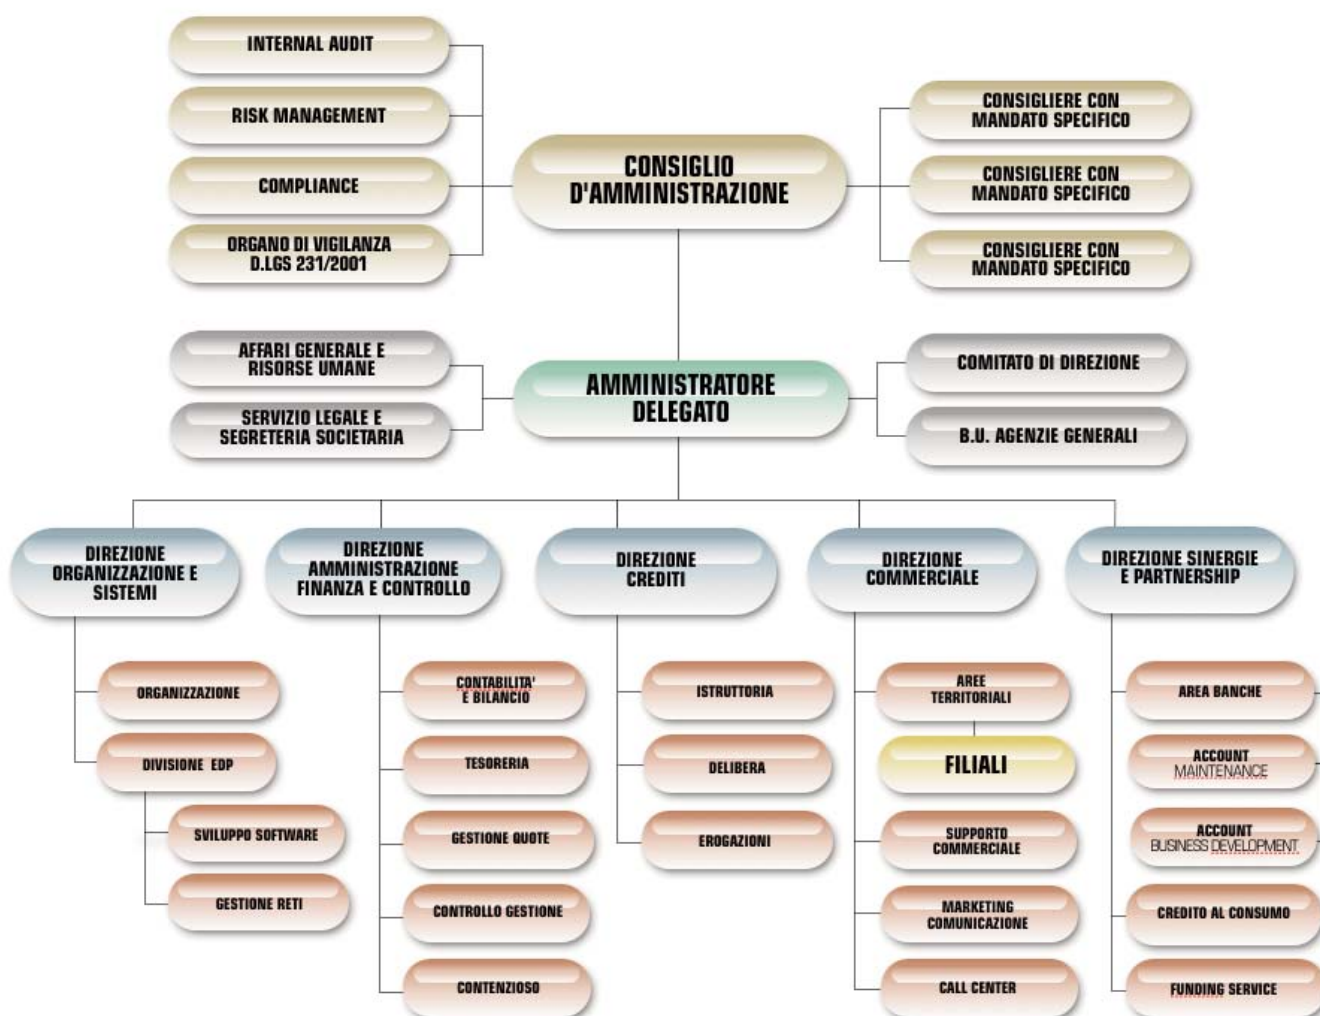 INTERNAL AUDIT
RISK MANAGEMENT
COMPLIANCE
ORGANO DI VIGILANZA
D.LGS 231/2001
CONSIGLIO
D'AMMINISTRAZIONE
CONSIGLIERE CON
MANDATO SPECIFICO
CONSIGLIERE CON
MANDATO SPECIFICO
CONSIGLIERE CON
MANDATO SPECIFICO
AFFARI GENERALE E
RISORSE UMANE
SERVIZIO LEGALE E
SEGRETERIA SOCIETARIA
AMMINISTRATORE
DELEGATO
COMITATO DI DIREZIONE
B.U. AGENZIE GENERALI
DIREZIONE
ORGANIZZAZIONE E
SISTEMI
ORGANIZZAZIONE
DIVISIONE EDP
SVILUPPO SOFTWARE
GESTIONE RETI
DIREZIONE
AMMINISTRAZIONE
FINANZA E CONTROLLO
CONTABILITA'
E BILANCIO
TESORERIA
GESTIONE QUOTE
CONTROLLO GESTIONE
CONTENZIOSO
DIREZIONE
CREDITI
ISTRUTTORIA
DELIBERA
EROGAZIONI
DIREZIONE
COMMERCIALE
AREE
TERRITORIALI
FILIALI
SUPPORTO
COMMERCIALE
MARKETING
COMUNICAZIONE
CALL CENTER
DIREZIONE SINERGIE
E PARTNERSHIP
AREA BANCHE
ACCOUNT
MAINTENANCE
ACCOUNT
BUSINESS DEVELOPMENT
CREDITO AL CONSUMO
FUNDING SERVICE